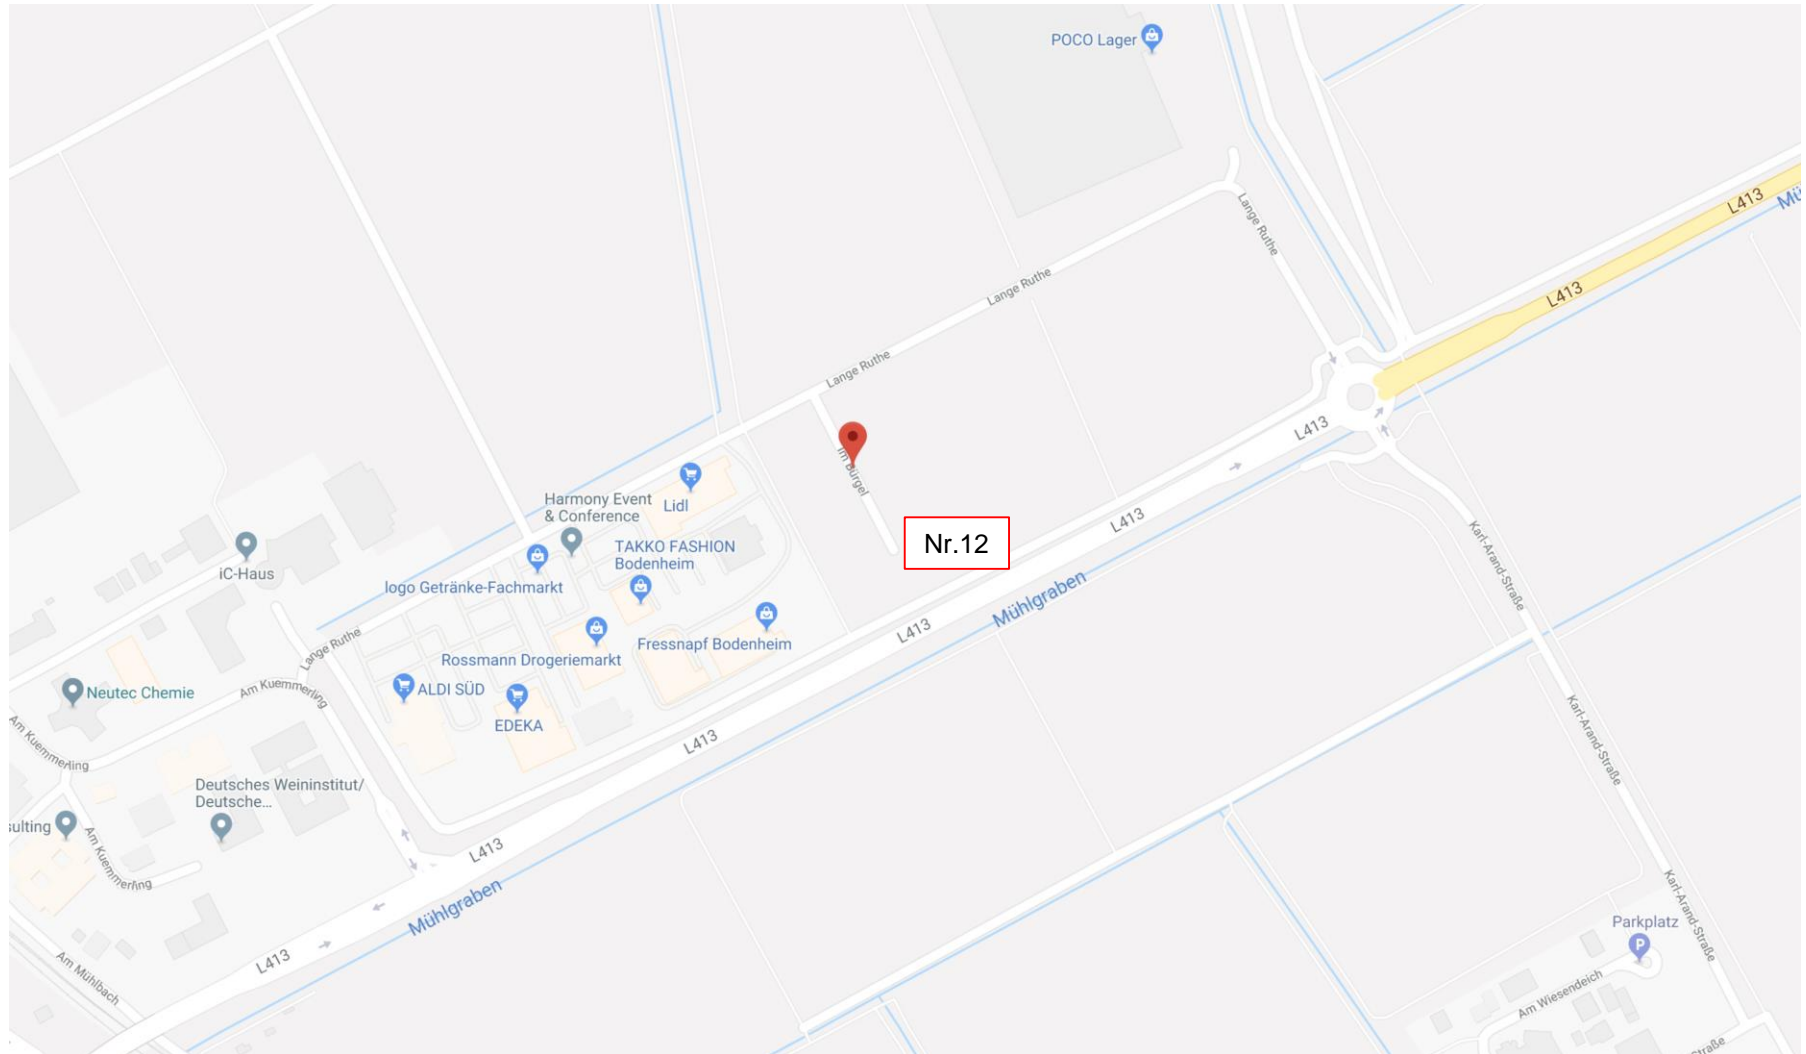 POCO Lager
L413
Mü
Lange Ruthe
Lange Ruthe
L413
Lange Ruthe
L413
Im Bürgel
Lidl
Harmony Event
& Conference
Nr.12
L413
TAKKO FASHION
Bodenheim
iC-Haus
logo Getränke-Fachmarkt
Karl-Arand-Straße
Mühlgraben
L413
Lange Ruthe
Fressnapf Bodenheim
Rossmann Drogeriemarkt
Neutec Chemie
Am Kuemmerling
ALDI SÜD
EDEKA
L413
Am Kuemmerling
Karl-Arand-Straße
Deutsches Weininstitut/
Deutsche...
sulting
Am Kuemmerling
L413
Mühlgraben
Karl-Arand-Straße
Parkplatz
P
L413
Am Mühlbach
Am Wiesendeich
straße